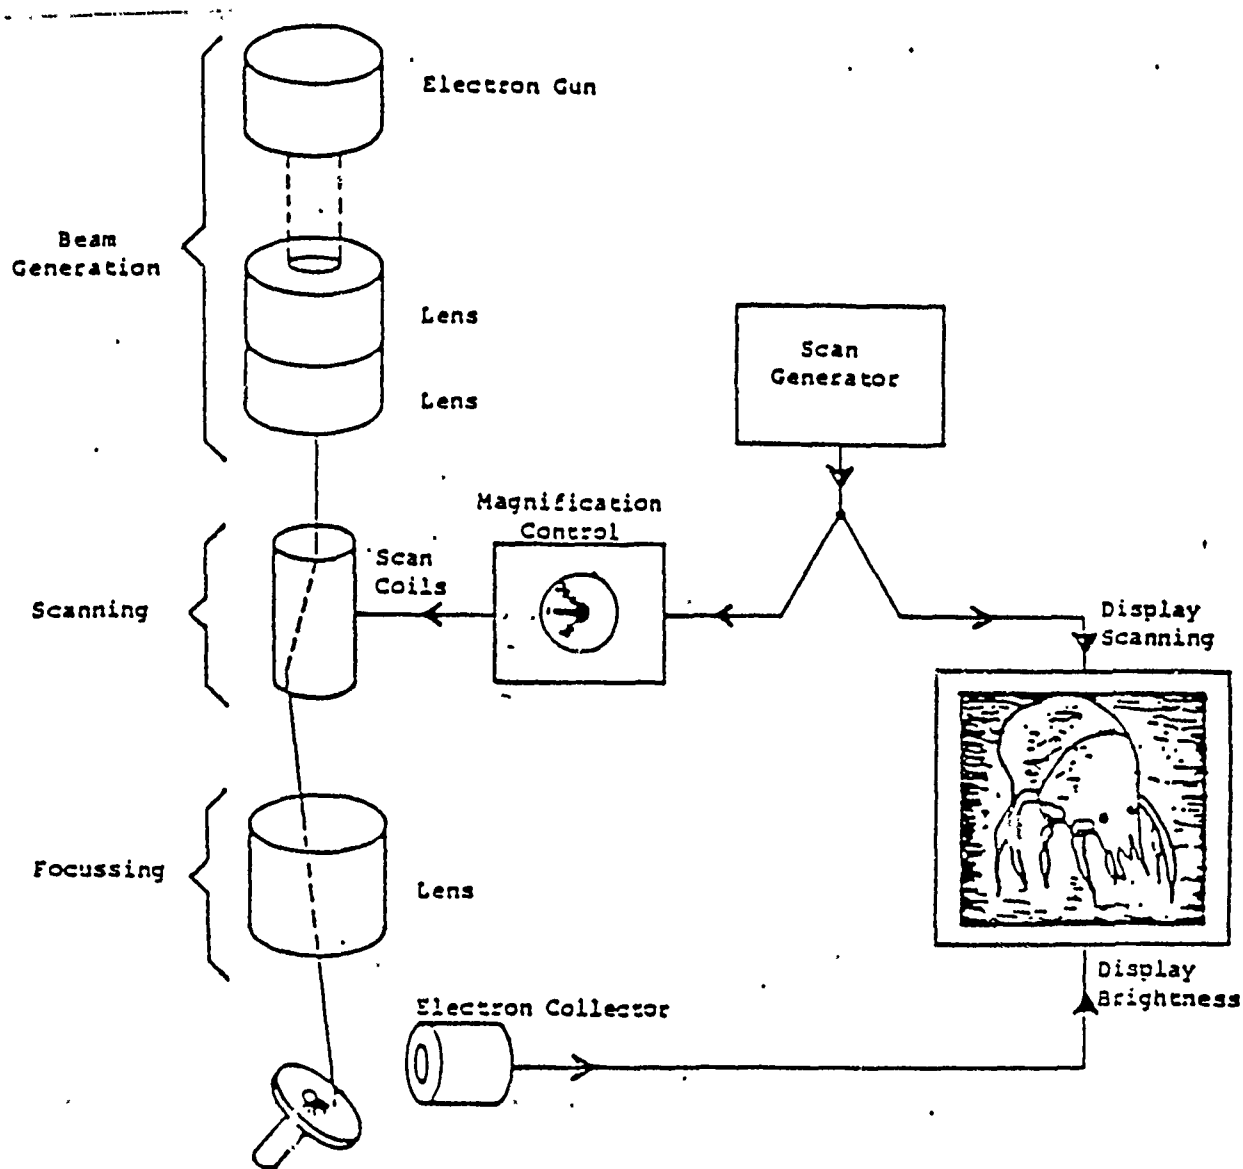 Electron Gun
Beam
Generation
Lens
Lens
Scan
Generator
Magnification
Control
Scan
Coils
Scanning
Display
Scanning
Focussing
Lens
Display
Brightness
Electron Collector